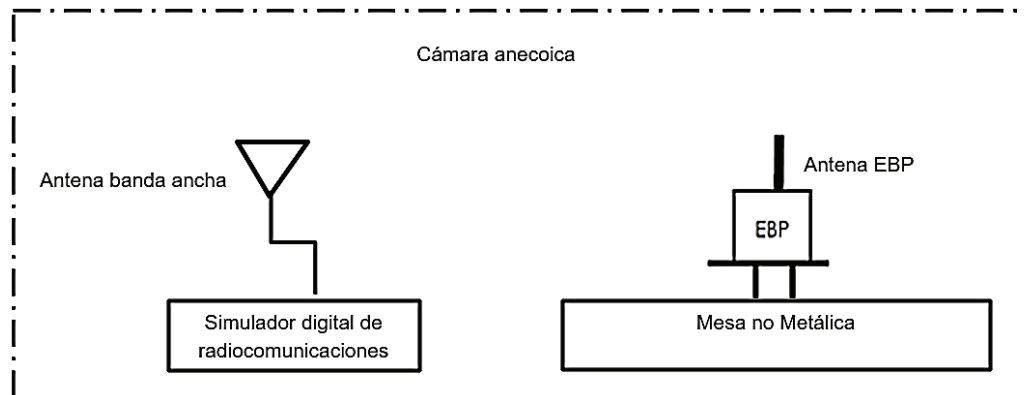 Cámara anecoica
Antena banda ancha
Antena EBP
EBP
Simulador digital de
radiocomunicaciones
Mesa no Metálica